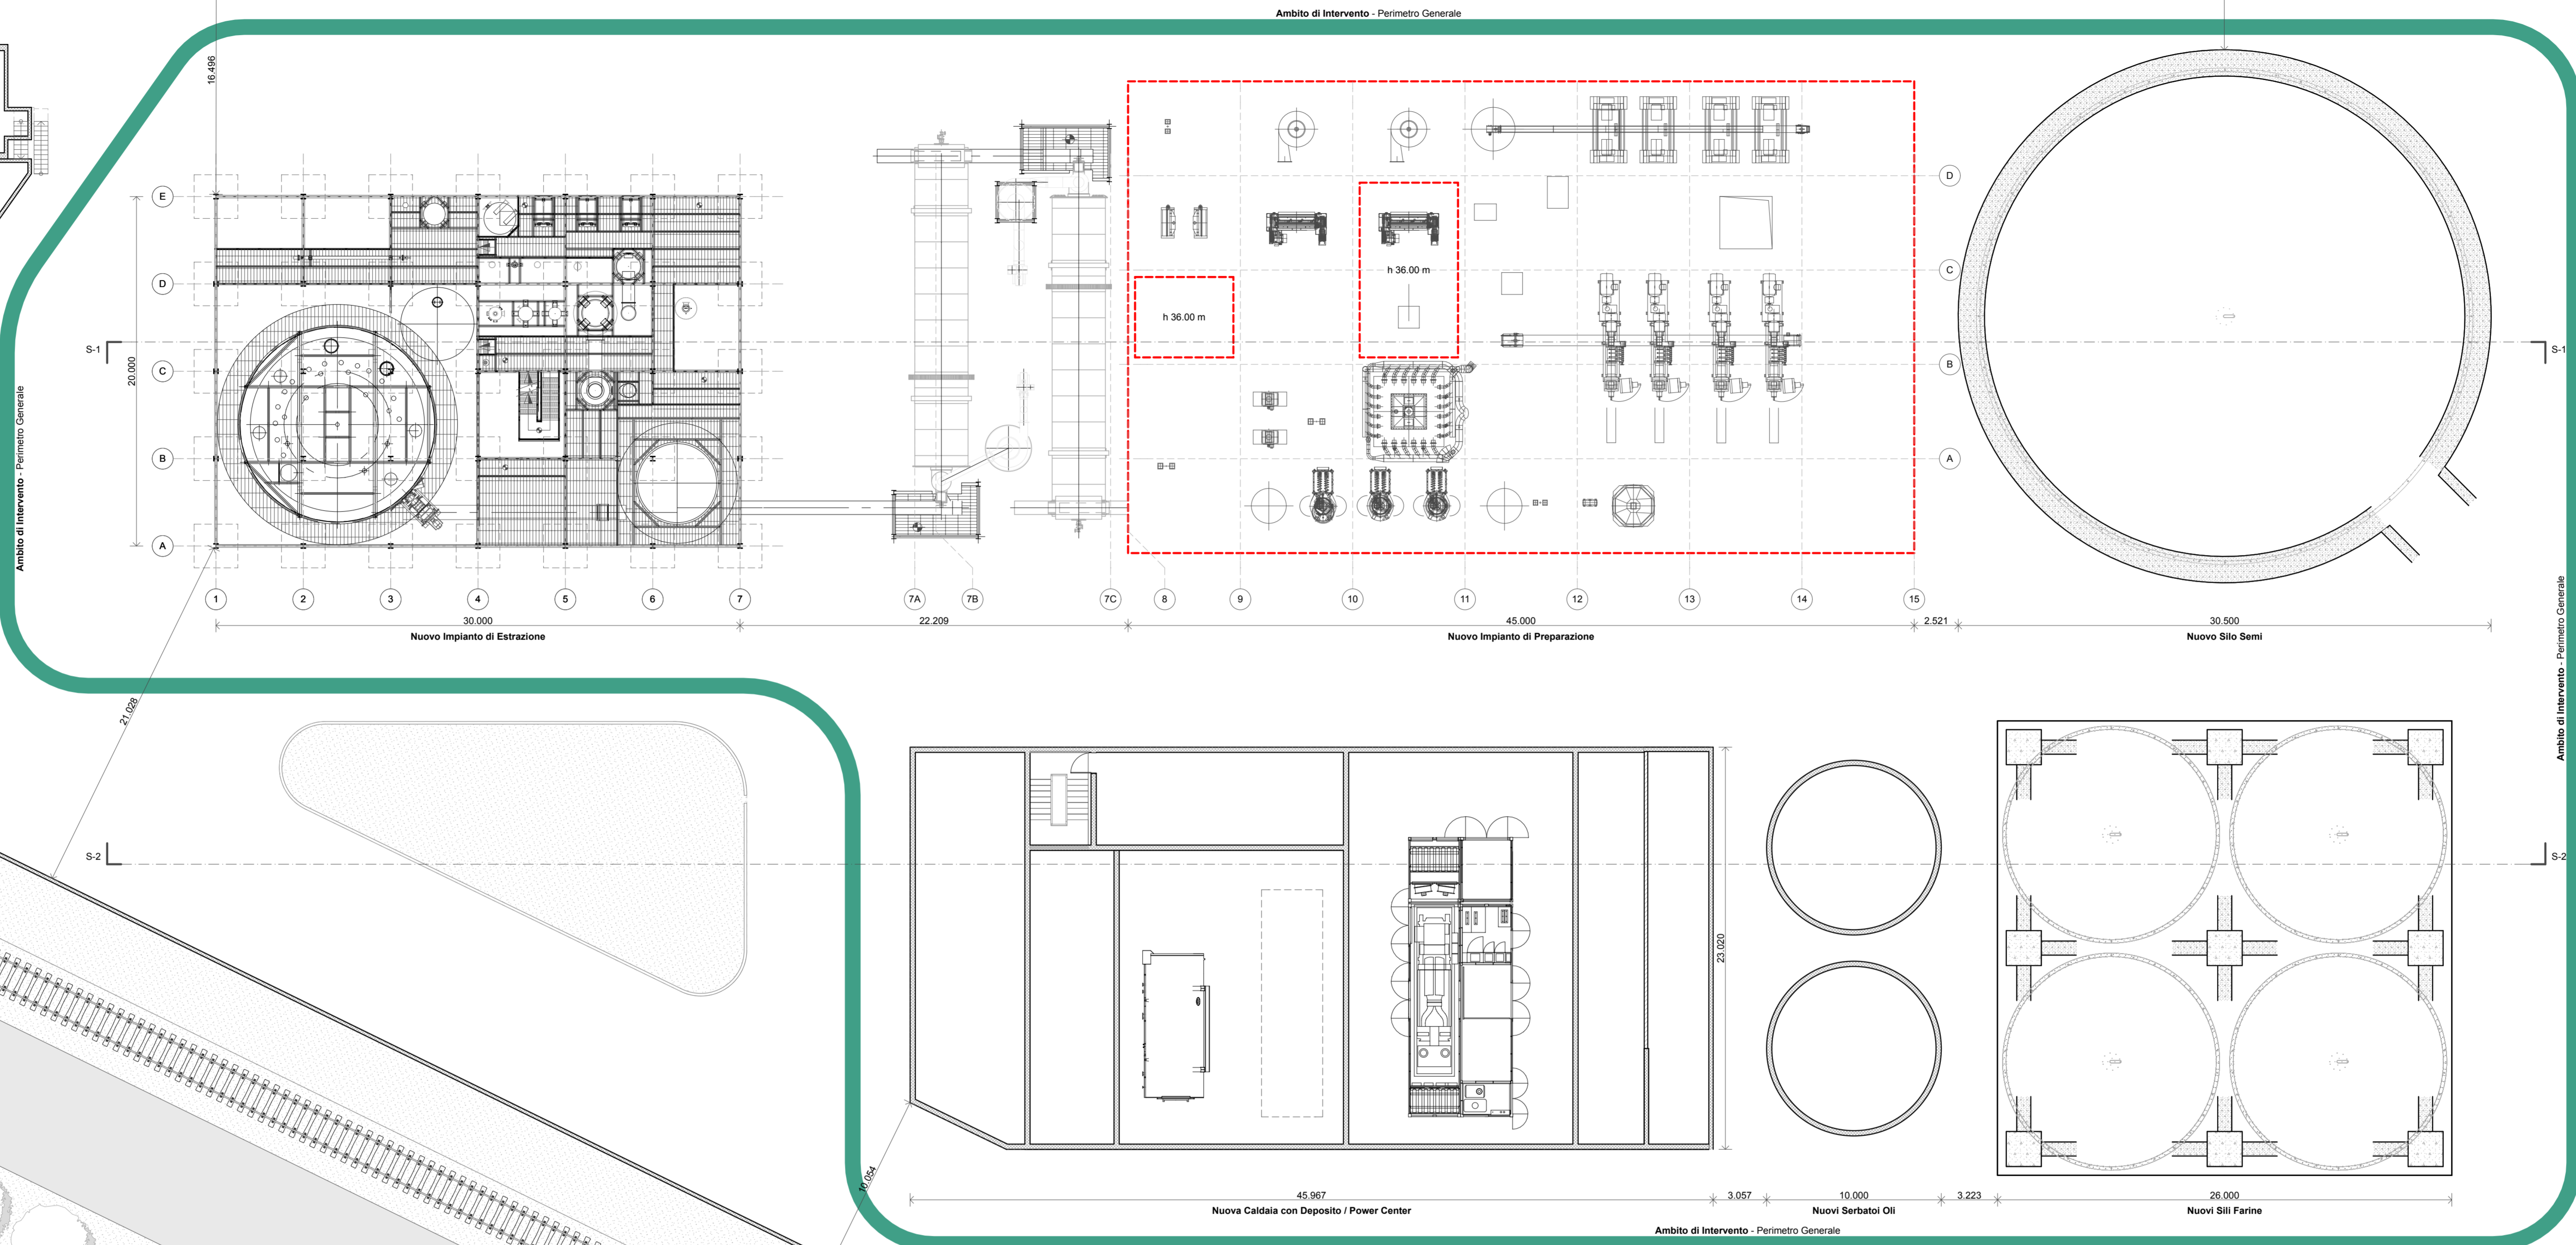 Ambito di Intervento - Perimetro Generale
16.496
E
D
C
B
A
20.000
S-1
S-1
Ambito di Intervento - Perimetro Generale
h 36.00 m
h 36.00 m
D
C
B
A
1
2
3
4
5
6
7
7A
7B
7C
8
9
10
11
12
13
14
15
30.000
22.209
45.000
2.521
30.500
Nuovo Impianto di Estrazione
Nuovo Impianto di Preparazione
Nuovo Silo Semi
Ambito di Intervento - Perimetro Generale
21.028
S-2
S-2
23.020
10.054
45.967
3.057
10.000
3.223
26.000
Nuova Caldaia con Deposito / Power Center
Nuovi Serbatoi Oli
Nuovi Sili Farine
Ambito di Intervento - Perimetro Generale